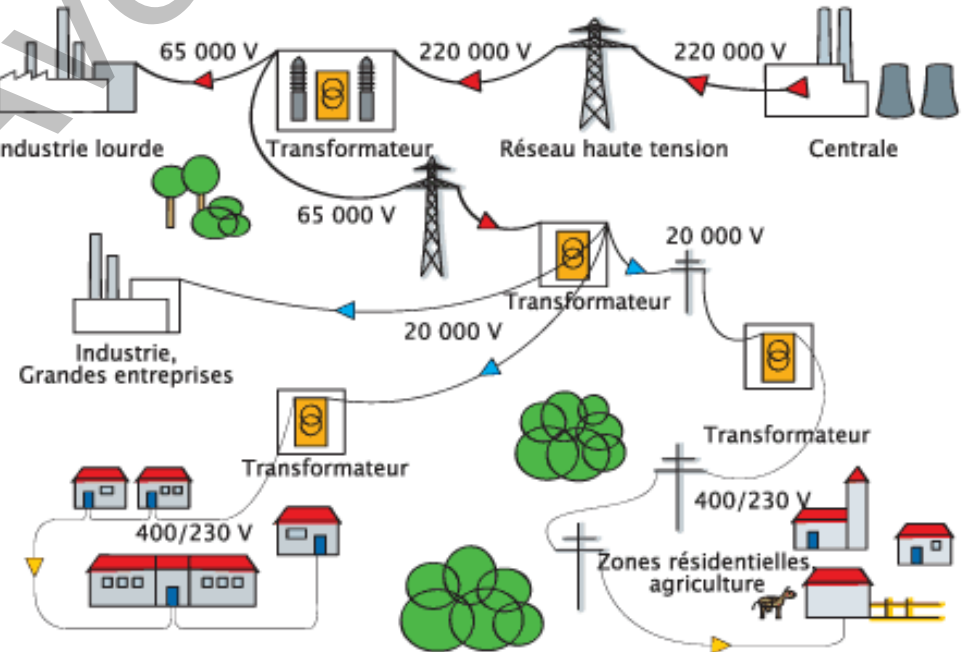 65 000 V
220 000 V
220 000 V
ndustrie lourde
Transformateur
Réseau haute tension
Centrale
65 000 V
20 000 V
Transformateur
20 000 V
Industrie,
Grandes entreprises
Transformateur
Transformateur
400/230 V
400/230 V
Zones résidentielles,
agriculture